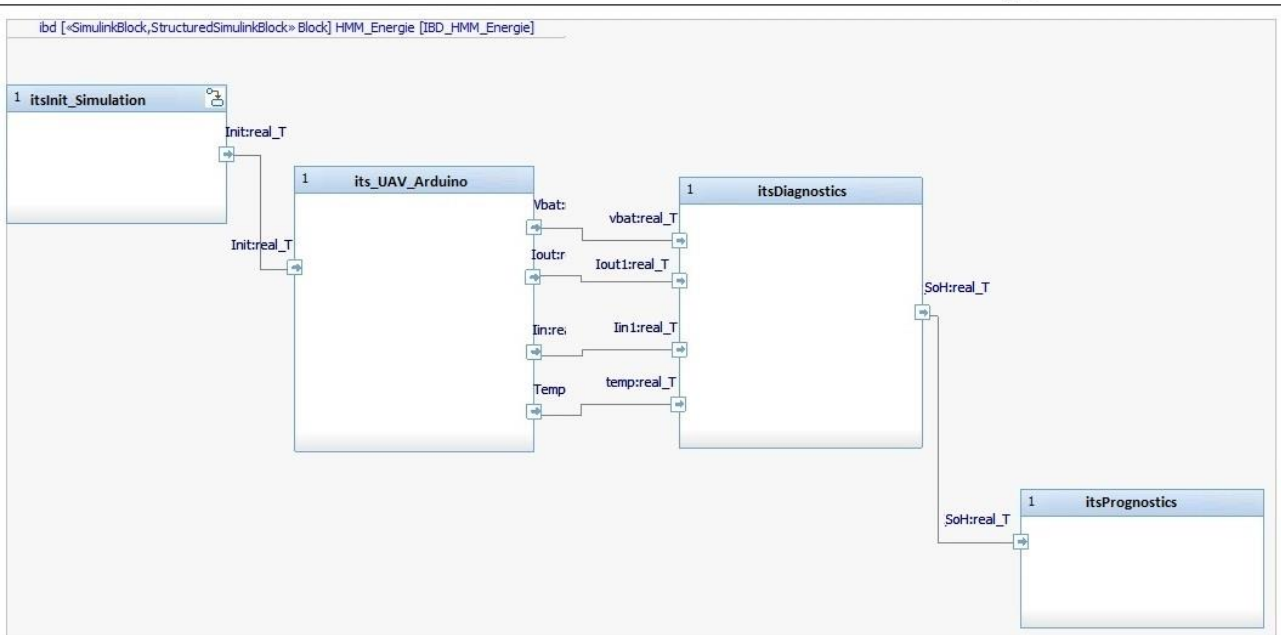 ibd [«SimulinkBlock,StructuredSimulinkBlock» Block] HMM_Energie [IBD_HMM_Energie]
1 itsInit_Simulation
Init:real_T
Init:real_T
1 its_UAV_Arduino
Vbat:
Iout:r
Iin:rea
Temp
1 itsDiagnostics
vbat:real_T
Iout1:real_T
Iin1:real_T
temp:real_T
SoH:real_T
SoH:real_T
1 itsPrognostics